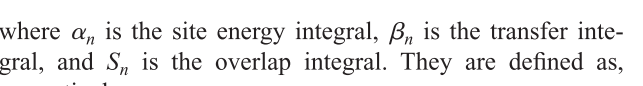 where αₙ is the site energy integral, βₙ is the transfer inte-
gral, and Sₙ is the overlap integral. They are defined as,